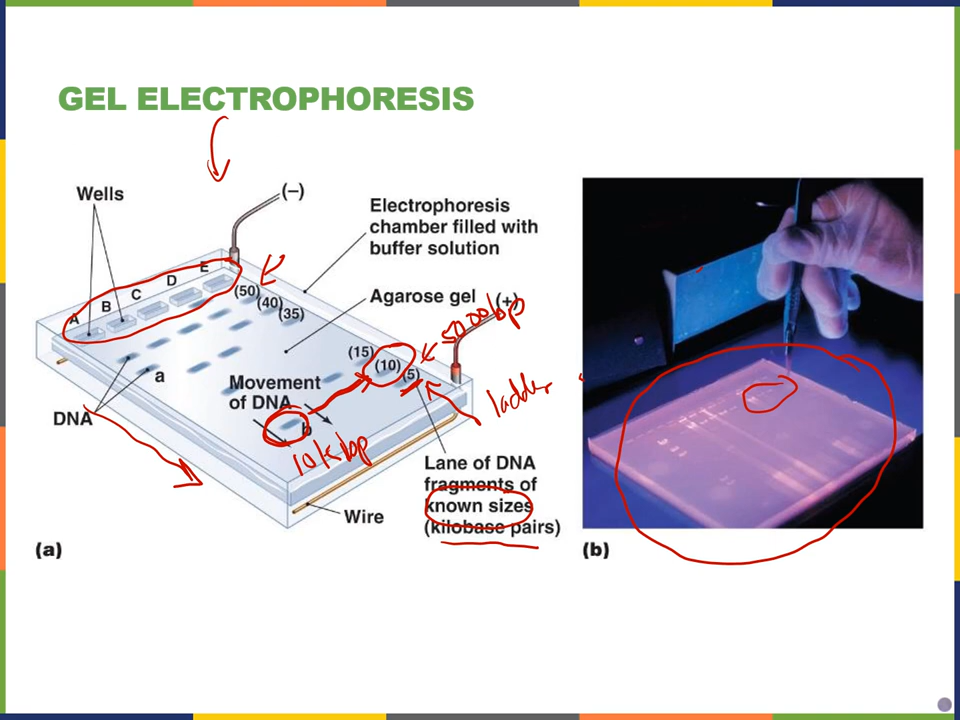 GEL ELECTROPHORESIS
Wells
(–)
Electrophoresis
chamber filled with
buffer solution
A
B
C
D
E
(50)
(40)
(35)
Agarose gel
(+)
5000bp
(15)
(10)
(5)
ladder
a
DNA
Movement
of DNA
b
10kbp
Lane of DNA
fragments of
known sizes
(kilobase pairs)
Wire
(a)
(b)